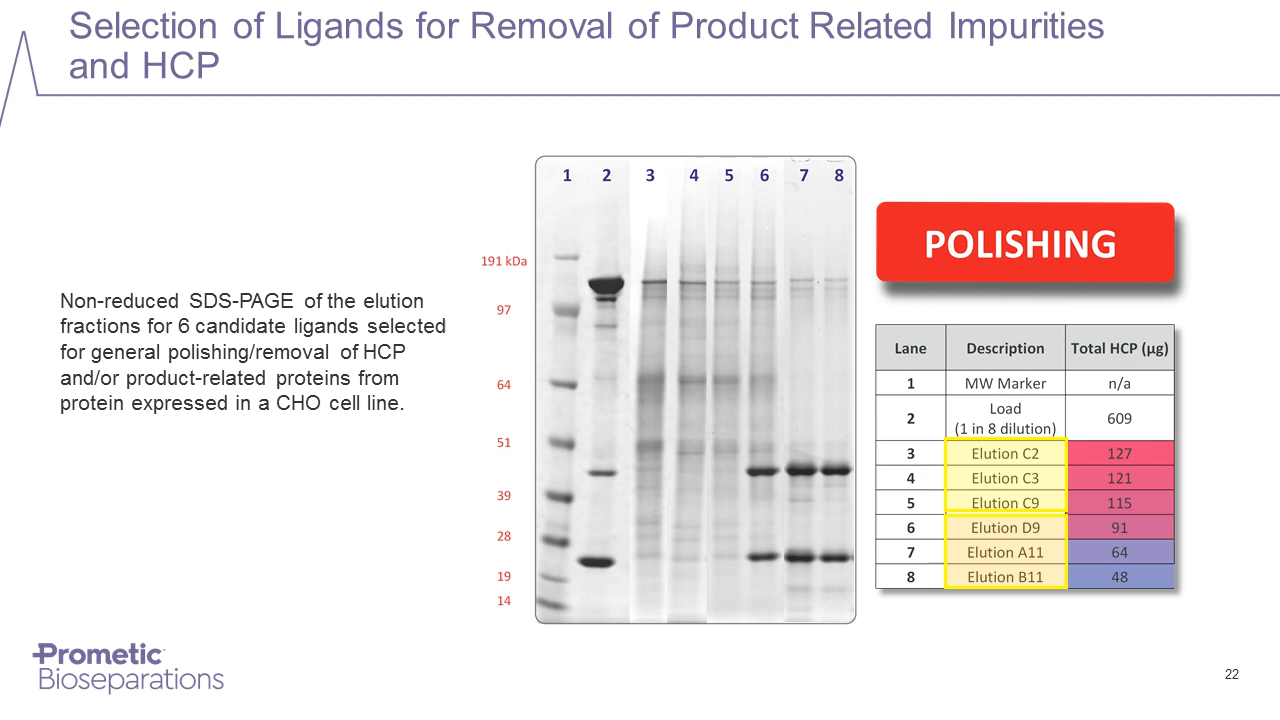 Selection of Ligands for Removal of Product Related Impurities
and HCP
Non-reduced SDS-PAGE of the elution
fractions for 6 candidate ligands selected
for general polishing/removal of HCP
and/or product-related proteins from
protein expressed in a CHO cell line.
1 2 3 4 5 6 7 8
191 kDa
97
64
51
39
28
19
14
POLISHING
Lane Description Total HCP (µg)
1 MW Marker n/a
2 Load (1 in 8 dilution) 609
3 Elution C2 127
4 Elution C3 121
5 Elution C9 115
6 Elution D9 91
7 Elution A11 64
8 Elution B11 48
Prometic
Bioseparations
22